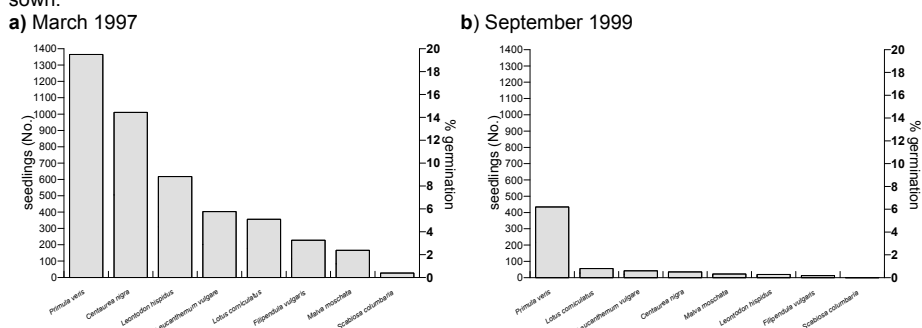 sown.
a) March 1997
b) September 1999
1400
1300
1200
1100
1000
900
800
700
600
500
400
300
200
100
0
seedlings (No.)
20
18
16
14
12
10
8
6
4
2
0
% germination
Primula veris
Centaurea nigra
Leontodon hispidus
ucanthemum vulgare
Lotus corniculatus
Filipendula vulgaris
Malva moschata
Scabiosa columbaria
1400
1300
1200
1100
1000
900
800
700
600
500
400
300
200
100
0
seedlings (No.)
20
18
16
14
12
10
8
6
4
2
0
% germination
Primula veris
Lotus corniculatus
ucanthemum vulgare
Centaurea nigra
Malva moschata
Leontodon hispidus
Filipendula vulgaris
Scabiosa columbaria